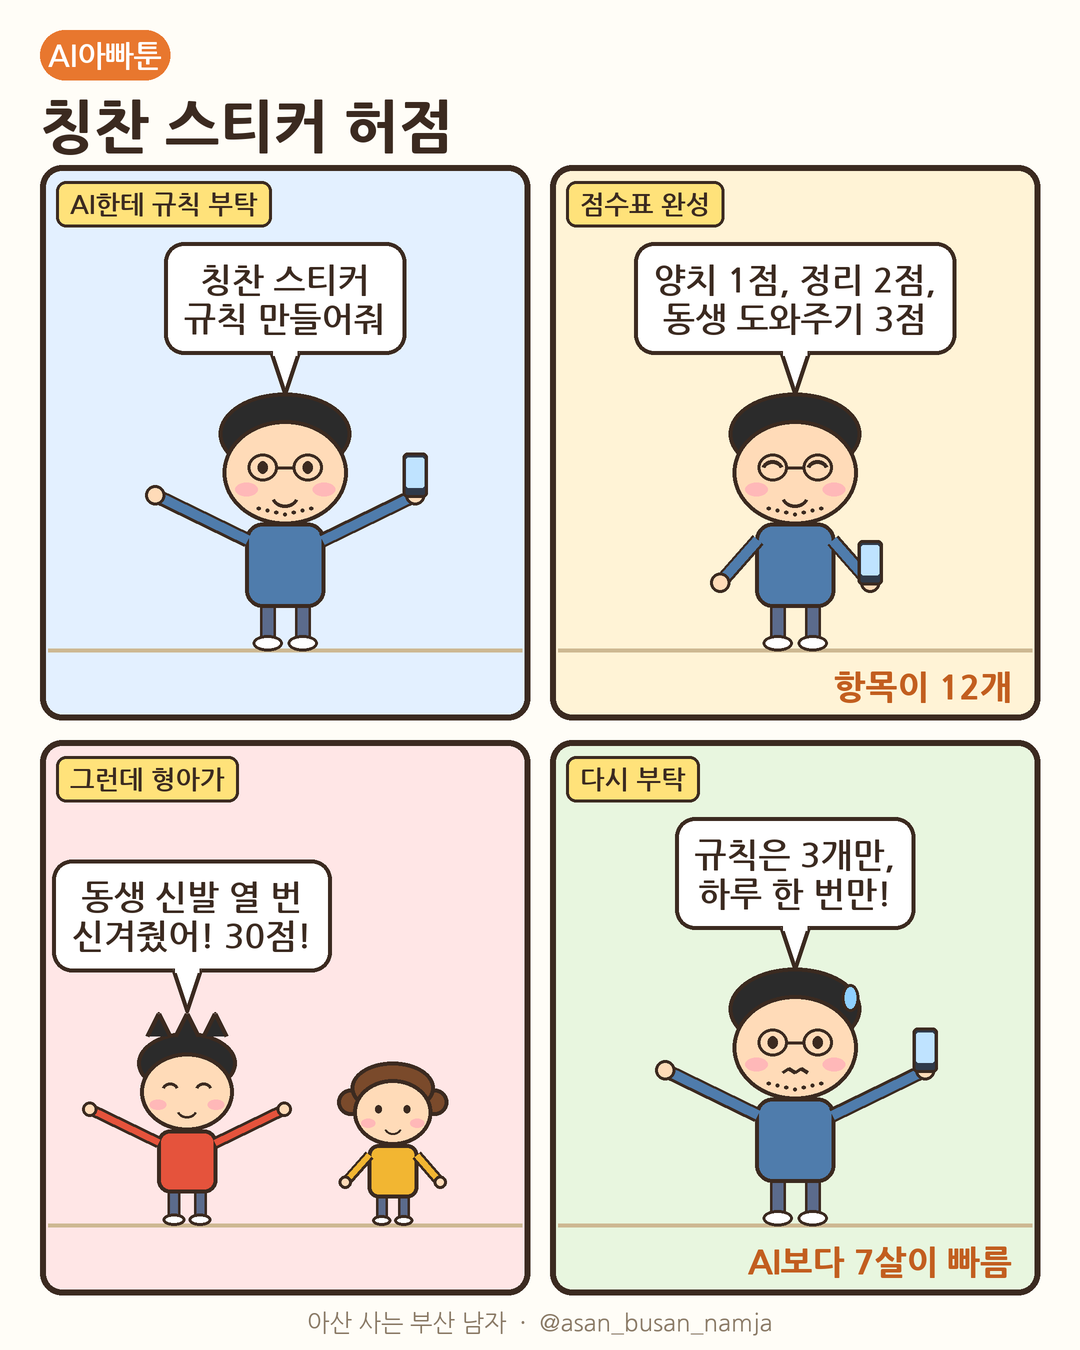 AI아빠툰
칭찬 스티커 허점
AI한테 규칙 부탁
칭찬 스티커
규칙 만들어줘
점수표 완성
양치 1점, 정리 2점,
동생 도와주기 3점
항목이 12개
그런데 형아가
동생 신발 열 번
신겨줬어! 30점!
다시 부탁
규칙은 3개만,
하루 한 번만!
AI보다 7살이 빠름
아산 사는 부산 남자 · @asan_busan_namja